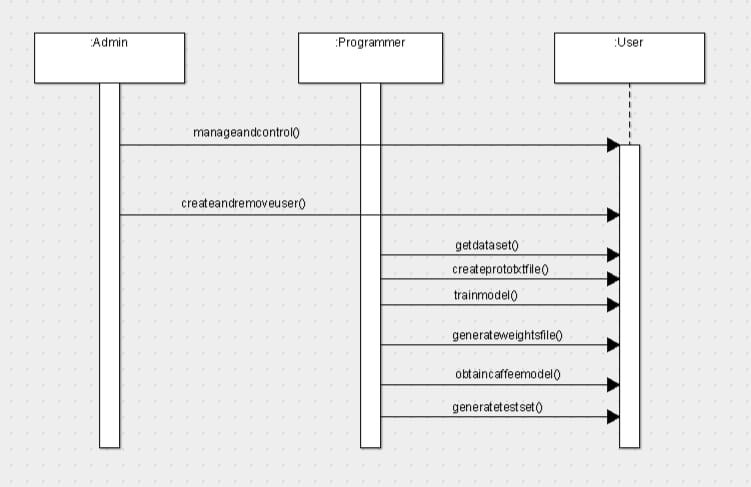 :Admin
:Programmer
:User
manageandcontrol()
createandremoveuser()
getdataset()
createprototxtfile()
trainmodel()
generateweightsfile()
obtaincaffeemodel()
generatetestset()